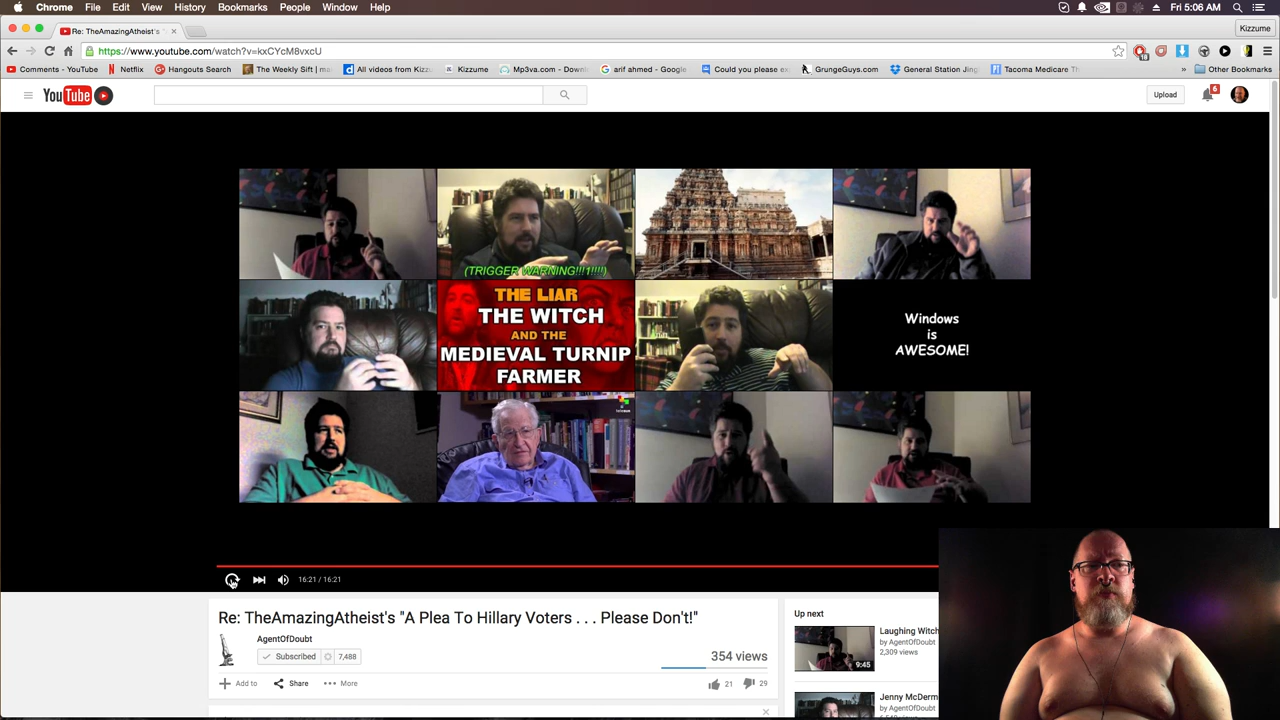 Chrome File Edit View History Bookmarks People Window Help Fri 5:06 AM
Re: TheAmazingAtheist's "
Kizzume
https://www.youtube.com/watch?v=kxCYcM8vxcU
Comments - YouTube Netflix Hangouts Search The Weekly Sift | ma All videos from Kizzu Kizzume Mp3va.com - Downl arif ahmed - Google Could you please ex GrungeGuys.com General Station Jing Tacoma Medicare Th » Other Bookmarks
YouTube Upload 6
(TRIGGER WARNING!!!1!!!!)
THE LIAR
THE WITCH
AND THE
MEDIEVAL TURNIP
FARMER
Windows
is
AWESOME!
16:21 / 16:21
Re: TheAmazingAtheist's "A Plea To Hillary Voters . . . Please Don't!"
AgentOfDoubt
Subscribed 7,488
354 views
Add to Share More 21 29
Up next
Laughing Witch
by AgentOfDoubt
2,309 views
9:45
Jenny McDerm
by AgentOfDoubt